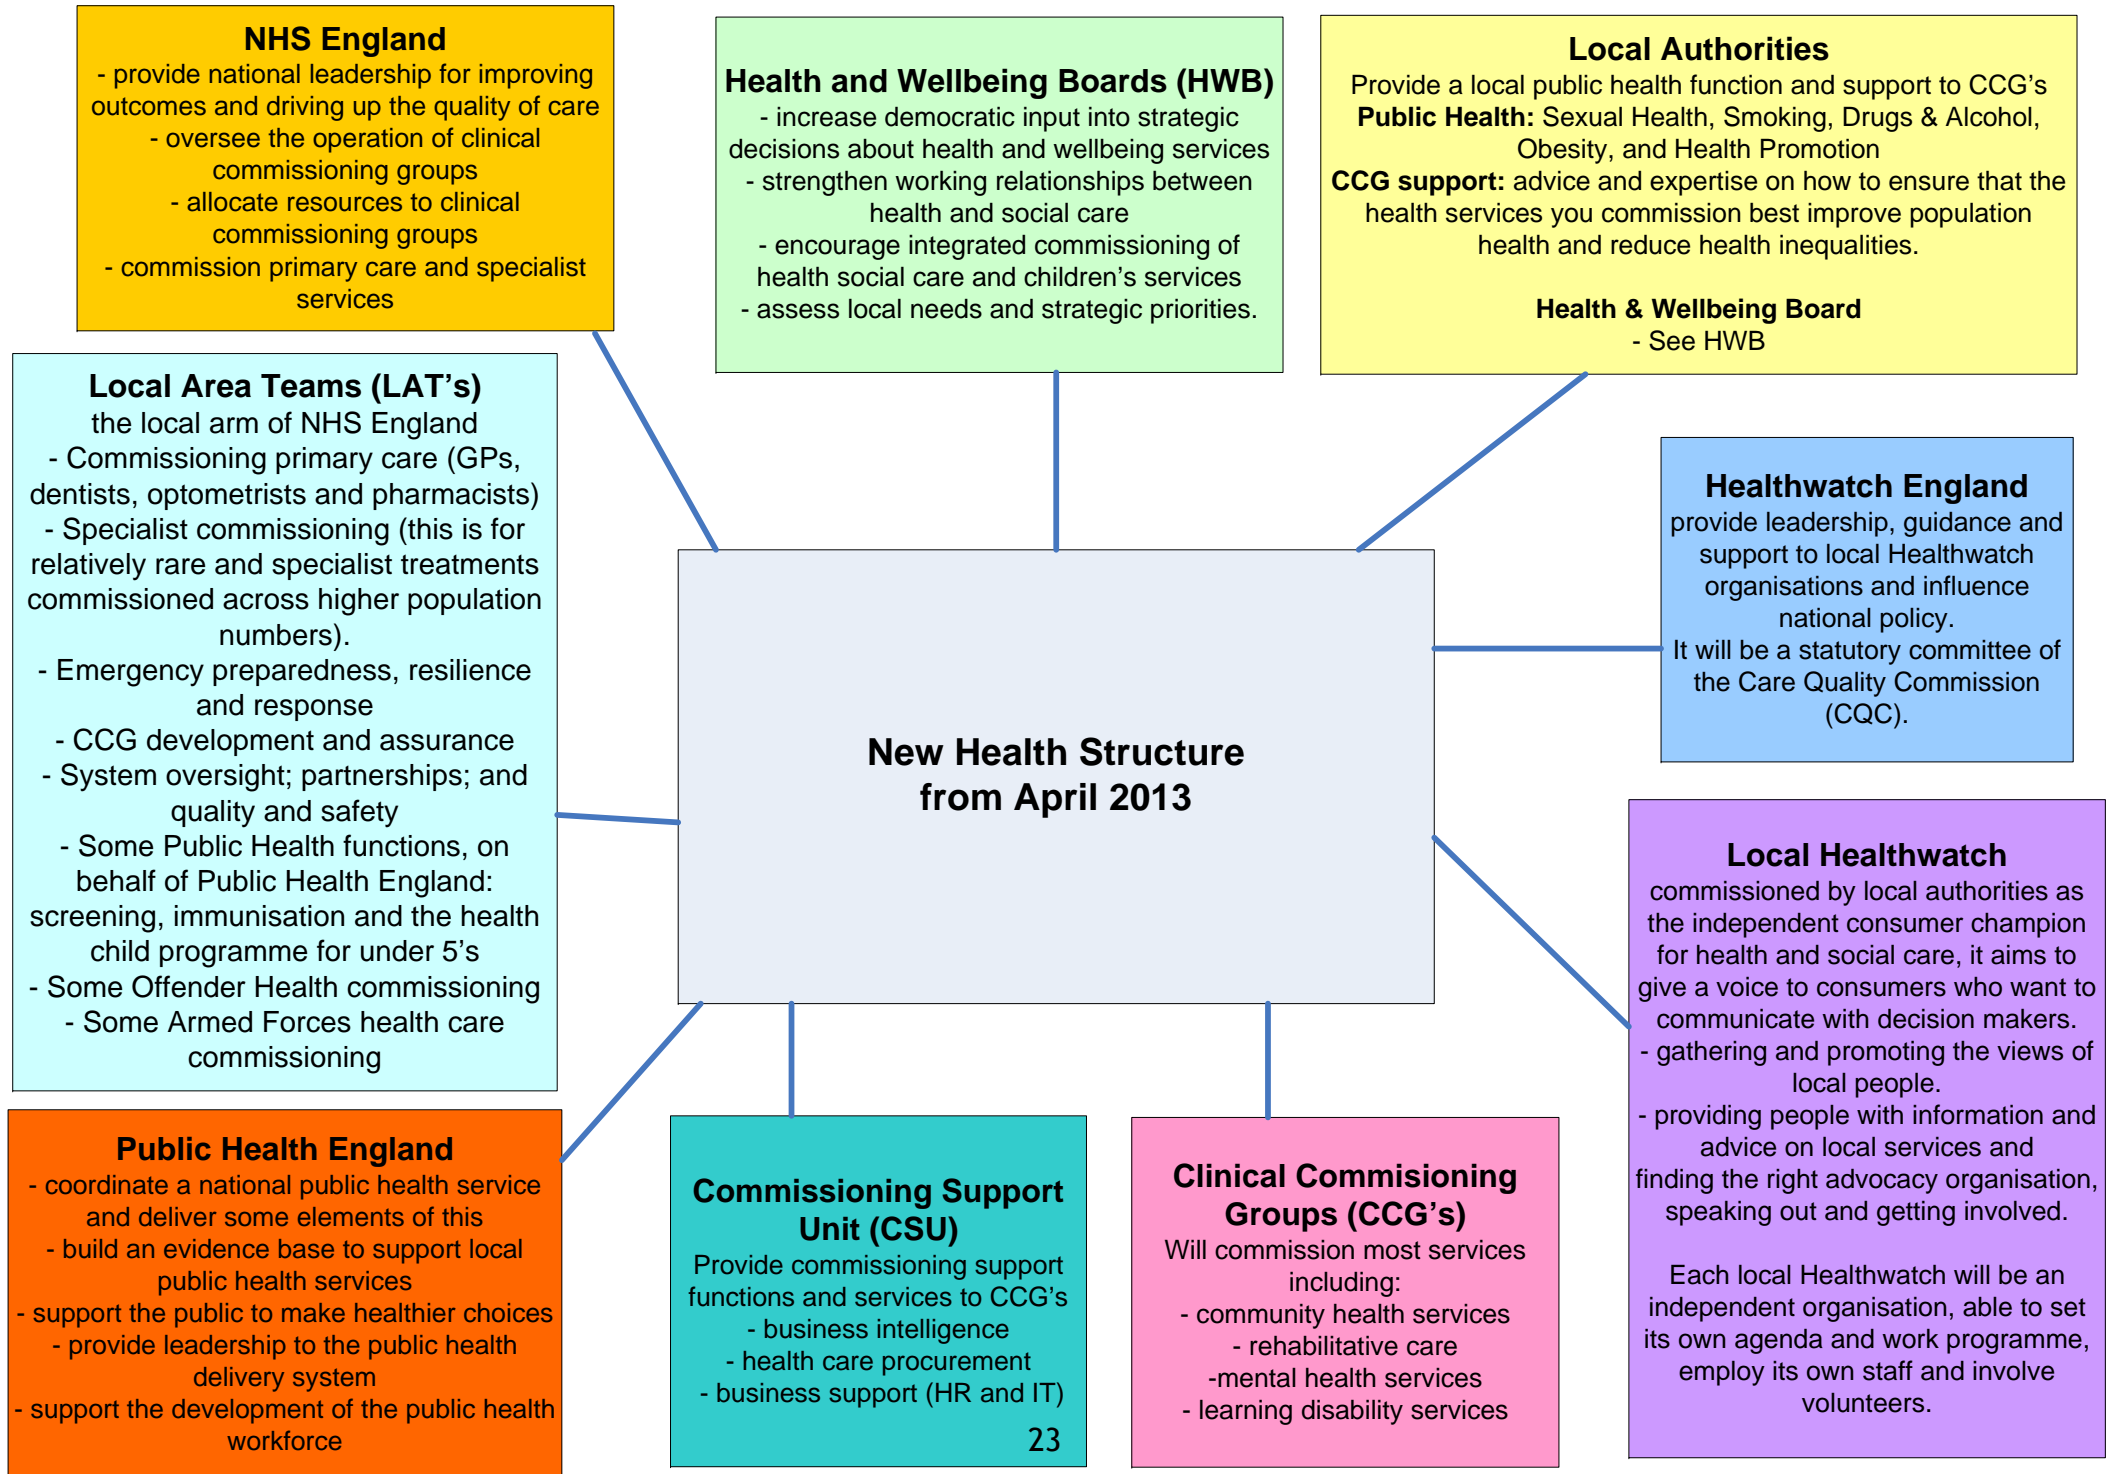 NHS England
- provide national leadership for improving
outcomes and driving up the quality of care
- oversee the operation of clinical
commissioning groups
- allocate resources to clinical
commissioning groups
- commission primary care and specialist
services
Health and Wellbeing Boards (HWB)
- increase democratic input into strategic
decisions about health and wellbeing services
- strengthen working relationships between
health and social care
- encourage integrated commissioning of
health social care and children’s services
- assess local needs and strategic priorities.
Local Authorities
Provide a local public health function and support to CCG’s
Public Health: Sexual Health, Smoking, Drugs & Alcohol,
Obesity, and Health Promotion
CCG support: advice and expertise on how to ensure that the
health services you commission best improve population
health and reduce health inequalities.
Health & Wellbeing Board
- See HWB
Local Area Teams (LAT’s)
the local arm of NHS England
- Commissioning primary care (GPs,
dentists, optometrists and pharmacists)
- Specialist commissioning (this is for
relatively rare and specialist treatments
commissioned across higher population
numbers).
- Emergency preparedness, resilience
and response
- CCG development and assurance
- System oversight; partnerships; and
quality and safety
- Some Public Health functions, on
behalf of Public Health England:
screening, immunisation and the health
child programme for under 5’s
- Some Offender Health commissioning
- Some Armed Forces health care
commissioning
New Health Structure
from April 2013
Healthwatch England
provide leadership, guidance and
support to local Healthwatch
organisations and influence
national policy.
It will be a statutory committee of
the Care Quality Commission
(CQC).
Local Healthwatch
commissioned by local authorities as
the independent consumer champion
for health and social care, it aims to
give a voice to consumers who want to
communicate with decision makers.
- gathering and promoting the views of
local people.
- providing people with information and
advice on local services and
finding the right advocacy organisation,
speaking out and getting involved.
Each local Healthwatch will be an
independent organisation, able to set
its own agenda and work programme,
employ its own staff and involve
volunteers.
Public Health England
- coordinate a national public health service
and deliver some elements of this
- build an evidence base to support local
public health services
- support the public to make healthier choices
- provide leadership to the public health
delivery system
- support the development of the public health
workforce
Commissioning Support
Unit (CSU)
Provide commissioning support
functions and services to CCG’s
- business intelligence
- health care procurement
- business support (HR and IT)
23
Clinical Commisioning
Groups (CCG’s)
Will commission most services
including:
- community health services
- rehabilitative care
-mental health services
- learning disability services